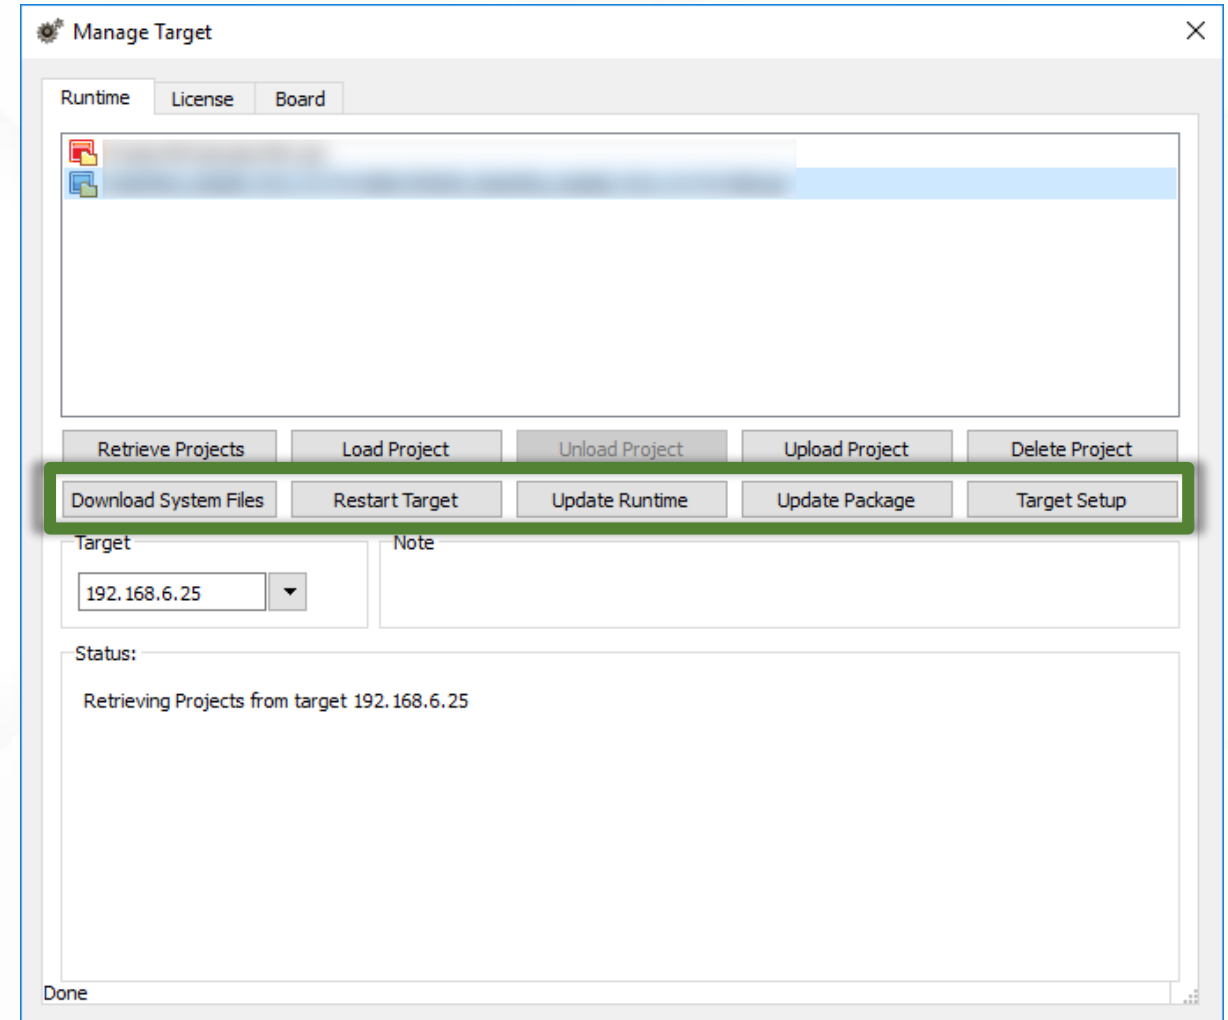 Manage Target
Runtime License Board
Retrieve Projects Load Project Unload Project Upload Project Delete Project
Download System Files Restart Target Update Runtime Update Package Target Setup
Target Note
192.168.6.25
Status:
Retrieving Projects from target 192.168.6.25
Done